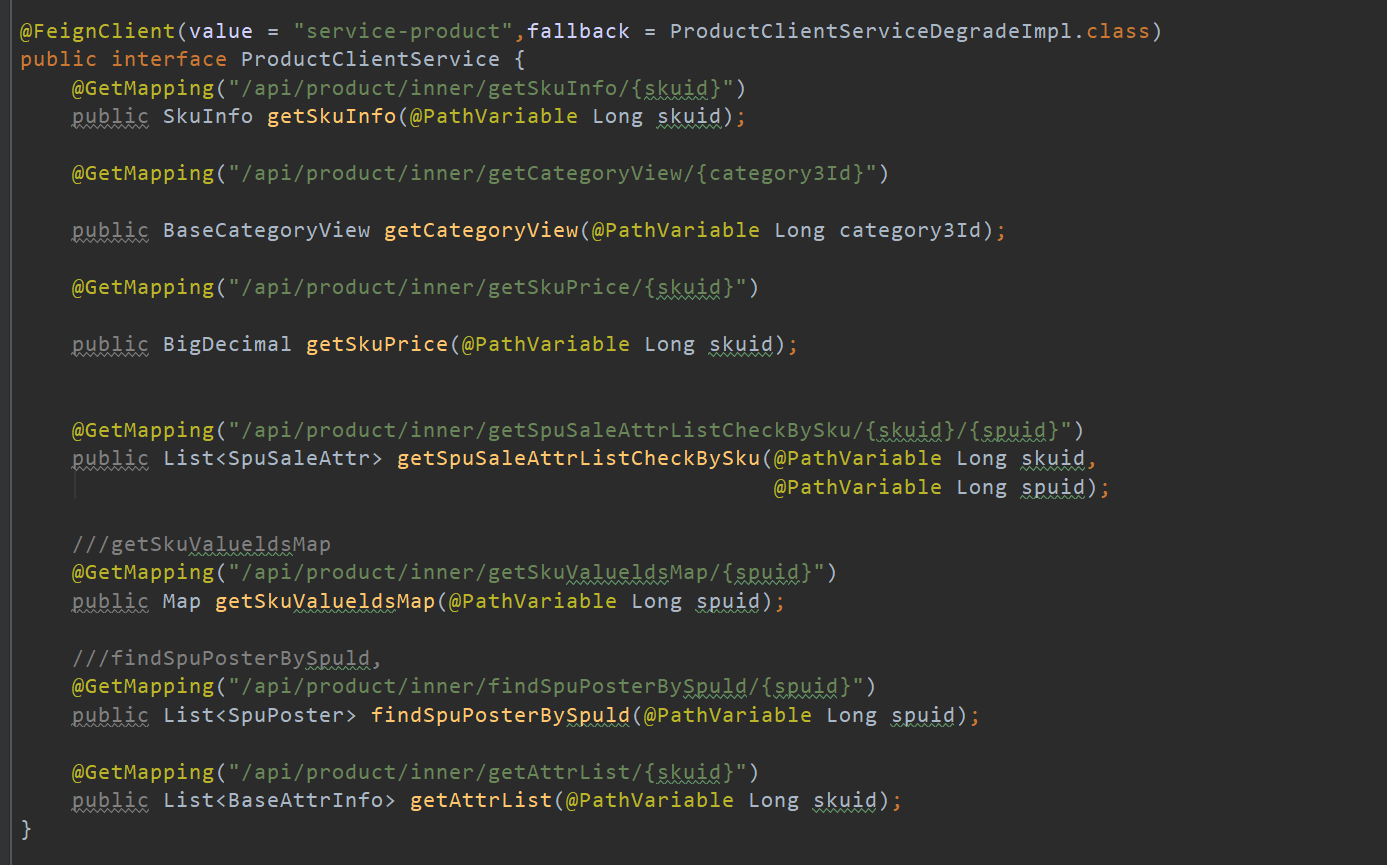 @FeignClient(value = "service-product",fallback = ProductClientServiceDegradeImpl.class)
public interface ProductClientService {
@GetMapping("/api/product/inner/getSkuInfo/{skuid}")
public SkuInfo getSkuInfo(@PathVariable Long skuid);
@GetMapping("/api/product/inner/getCategoryView/{category3Id}")
public BaseCategoryView getCategoryView(@PathVariable Long category3Id);
@GetMapping("/api/product/inner/getSkuPrice/{skuid}")
public BigDecimal getSkuPrice(@PathVariable Long skuid);
@GetMapping("/api/product/inner/getSpuSaleAttrListCheckBySku/{skuid}/{spuid}")
public List<SpuSaleAttr> getSpuSaleAttrListCheckBySku(@PathVariable Long skuid,
@PathVariable Long spuid);
///getSkuValueldsMap
@GetMapping("/api/product/inner/getSkuValueldsMap/{spuid}")
public Map getSkuValueldsMap(@PathVariable Long spuid);
///findSpuPosterBySpuld,
@GetMapping("/api/product/inner/findSpuPosterBySpuld/{spuid}")
public List<SpuPoster> findSpuPosterBySpuld(@PathVariable Long spuid);
@GetMapping("/api/product/inner/getAttrList/{skuid}")
public List<BaseAttrInfo> getAttrList(@PathVariable Long skuid);
}